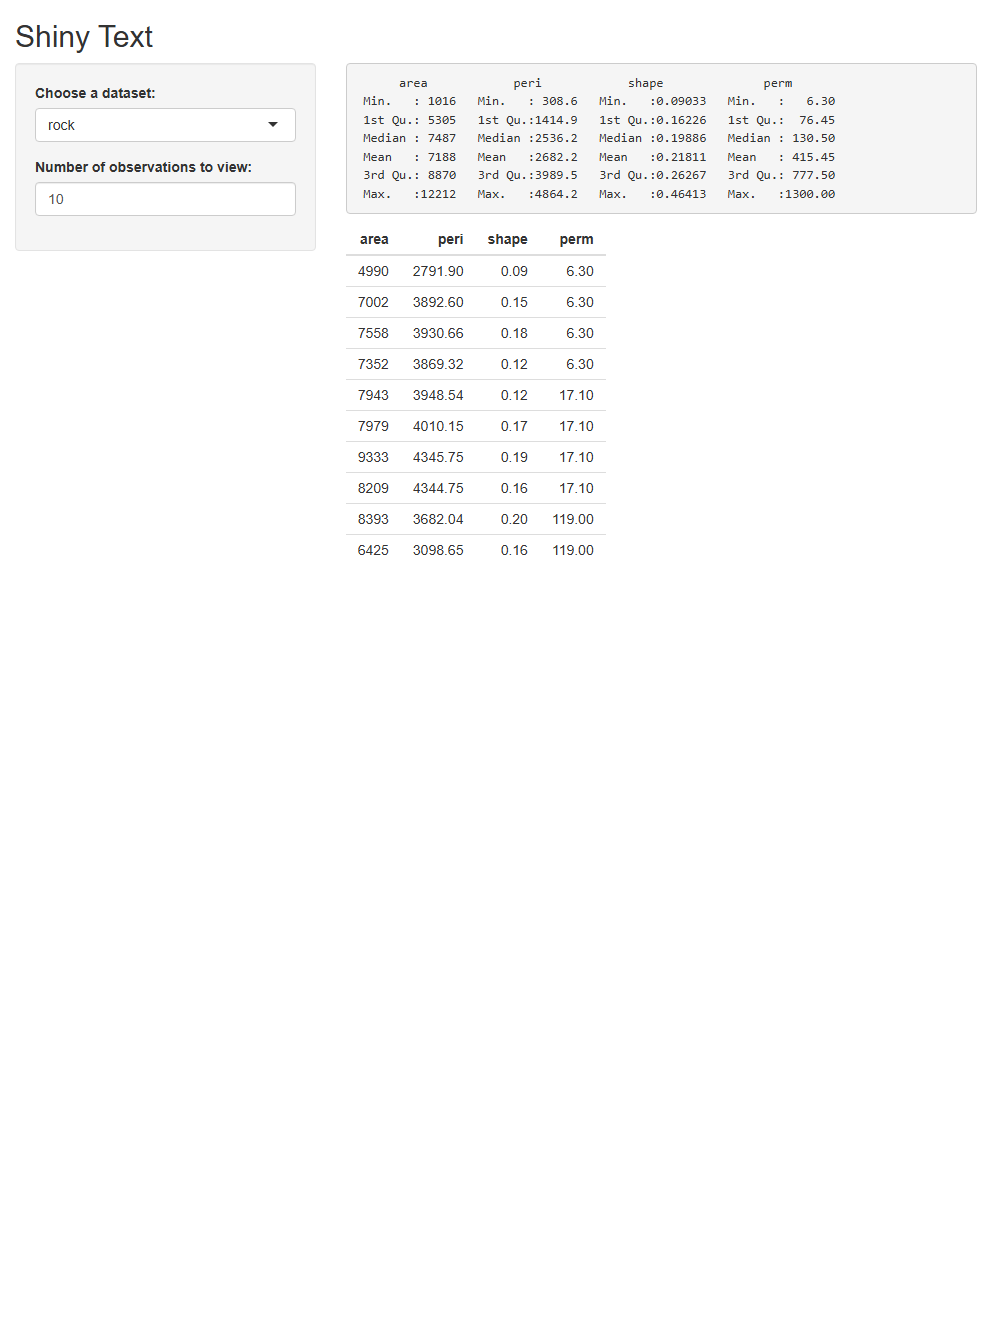 Shiny Text
Choose a dataset:
rock
Number of observations to view:
10
area peri shape perm
Min. : 1016 Min. : 308.6 Min. :0.09033 Min. : 6.30
1st Qu.: 5305 1st Qu.:1414.9 1st Qu.:0.16226 1st Qu.: 76.45
Median : 7487 Median :2536.2 Median :0.19886 Median : 130.50
Mean : 7188 Mean :2682.2 Mean :0.21811 Mean : 415.45
3rd Qu.: 8870 3rd Qu.:3989.5 3rd Qu.:0.26267 3rd Qu.: 777.50
Max. :12212 Max. :4864.2 Max. :0.46413 Max. :1300.00
area peri shape perm
4990 2791.90 0.09 6.30
7002 3892.60 0.15 6.30
7558 3930.66 0.18 6.30
7352 3869.32 0.12 6.30
7943 3948.54 0.12 17.10
7979 4010.15 0.17 17.10
9333 4345.75 0.19 17.10
8209 4344.75 0.16 17.10
8393 3682.04 0.20 119.00
6425 3098.65 0.16 119.00